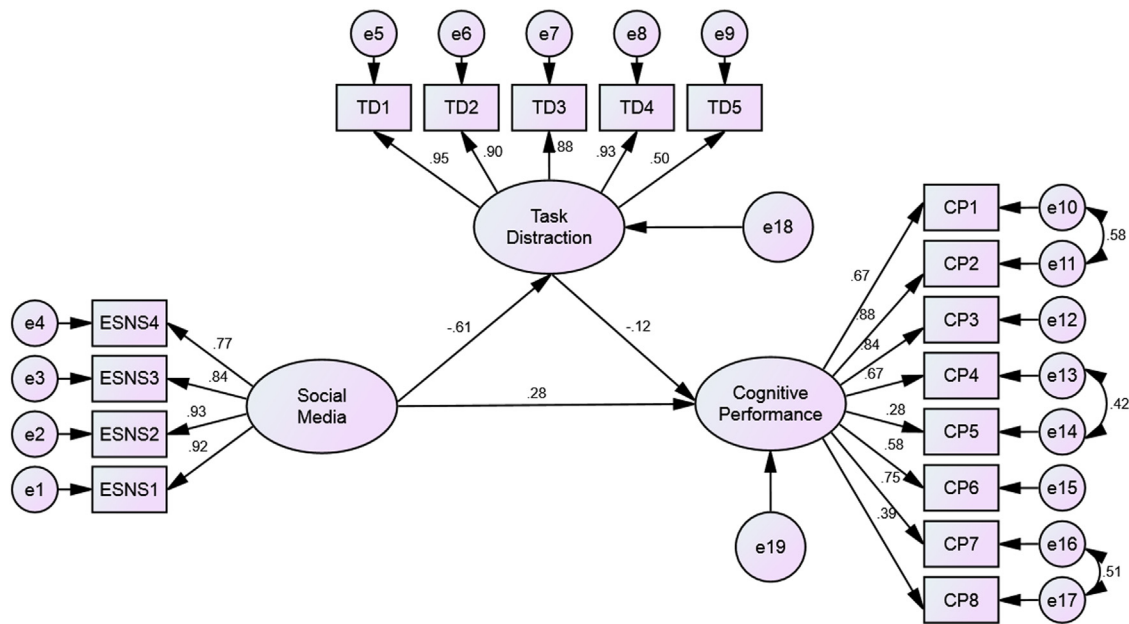 e5
e6
e7
e8
e9
TD1
TD2
TD3
TD4
TD5
.95
.90
.88
.93
.50
Task
Distraction
e18
CP1
e10
.58
CP2
e11
.67
.88
CP3
e12
.84
CP4
e13
.67
.42
CP5
e14
.28
.58
CP6
e15
.75
CP7
e16
.39
.51
CP8
e17
-.61
-.12
e4
ESNS4
.77
e3
ESNS3
.84
e2
ESNS2
.93
e1
ESNS1
.92
Social
Media
.28
Cognitive
Performance
e19